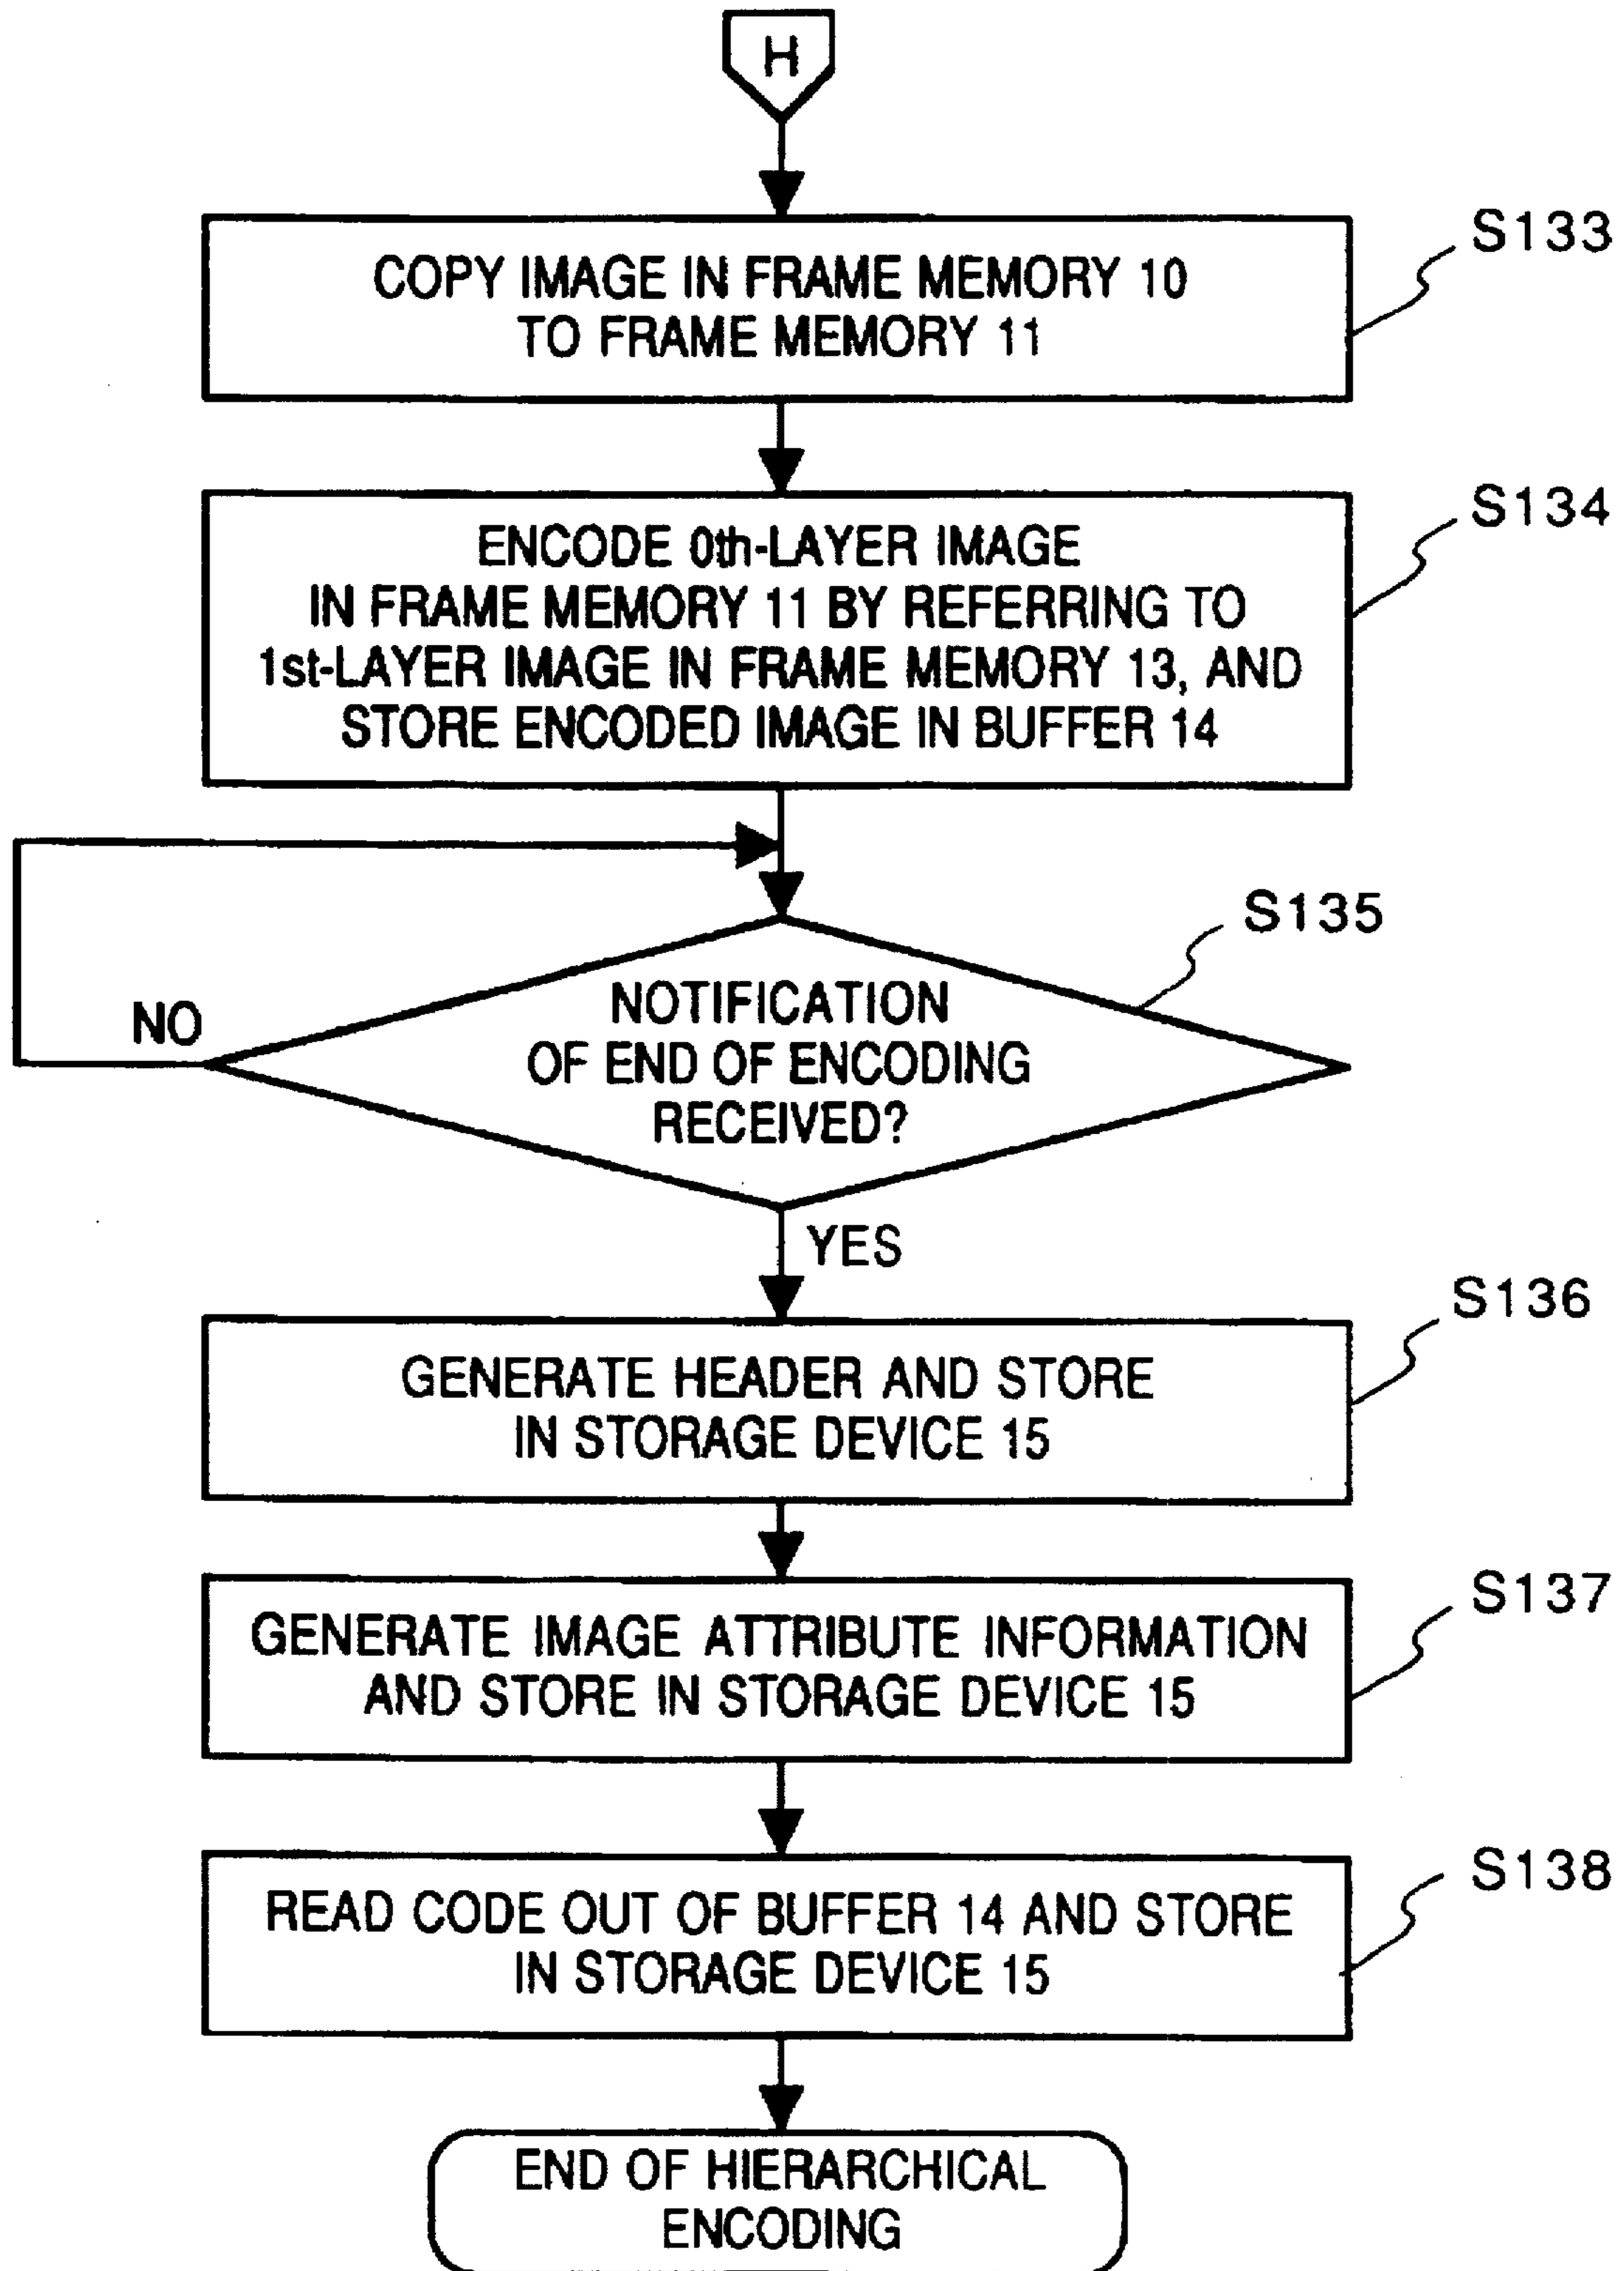 H
S133
COPY IMAGE IN FRAME MEMORY 10
TO FRAME MEMORY 11
S134
ENCODE 0th-LAYER IMAGE
IN FRAME MEMORY 11 BY REFERRING TO
1st-LAYER IMAGE IN FRAME MEMORY 13, AND
STORE ENCODED IMAGE IN BUFFER 14
S135
NOTIFICATION
OF END OF ENCODING
RECEIVED?
NO
YES
S136
GENERATE HEADER AND STORE
IN STORAGE DEVICE 15
S137
GENERATE IMAGE ATTRIBUTE INFORMATION
AND STORE IN STORAGE DEVICE 15
S138
READ CODE OUT OF BUFFER 14 AND STORE
IN STORAGE DEVICE 15
END OF HIERARCHICAL
ENCODING